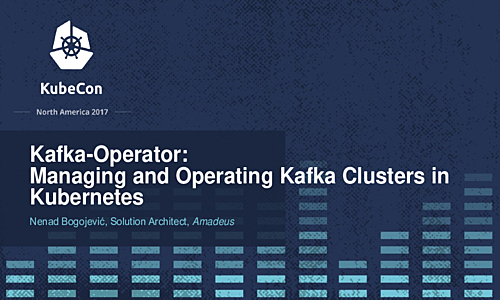 KubeCon
North America 2017
Kafka-Operator:
Managing and Operating Kafka Clusters in
Kubernetes
Nenad Bogojević, Solution Architect, Amadeus